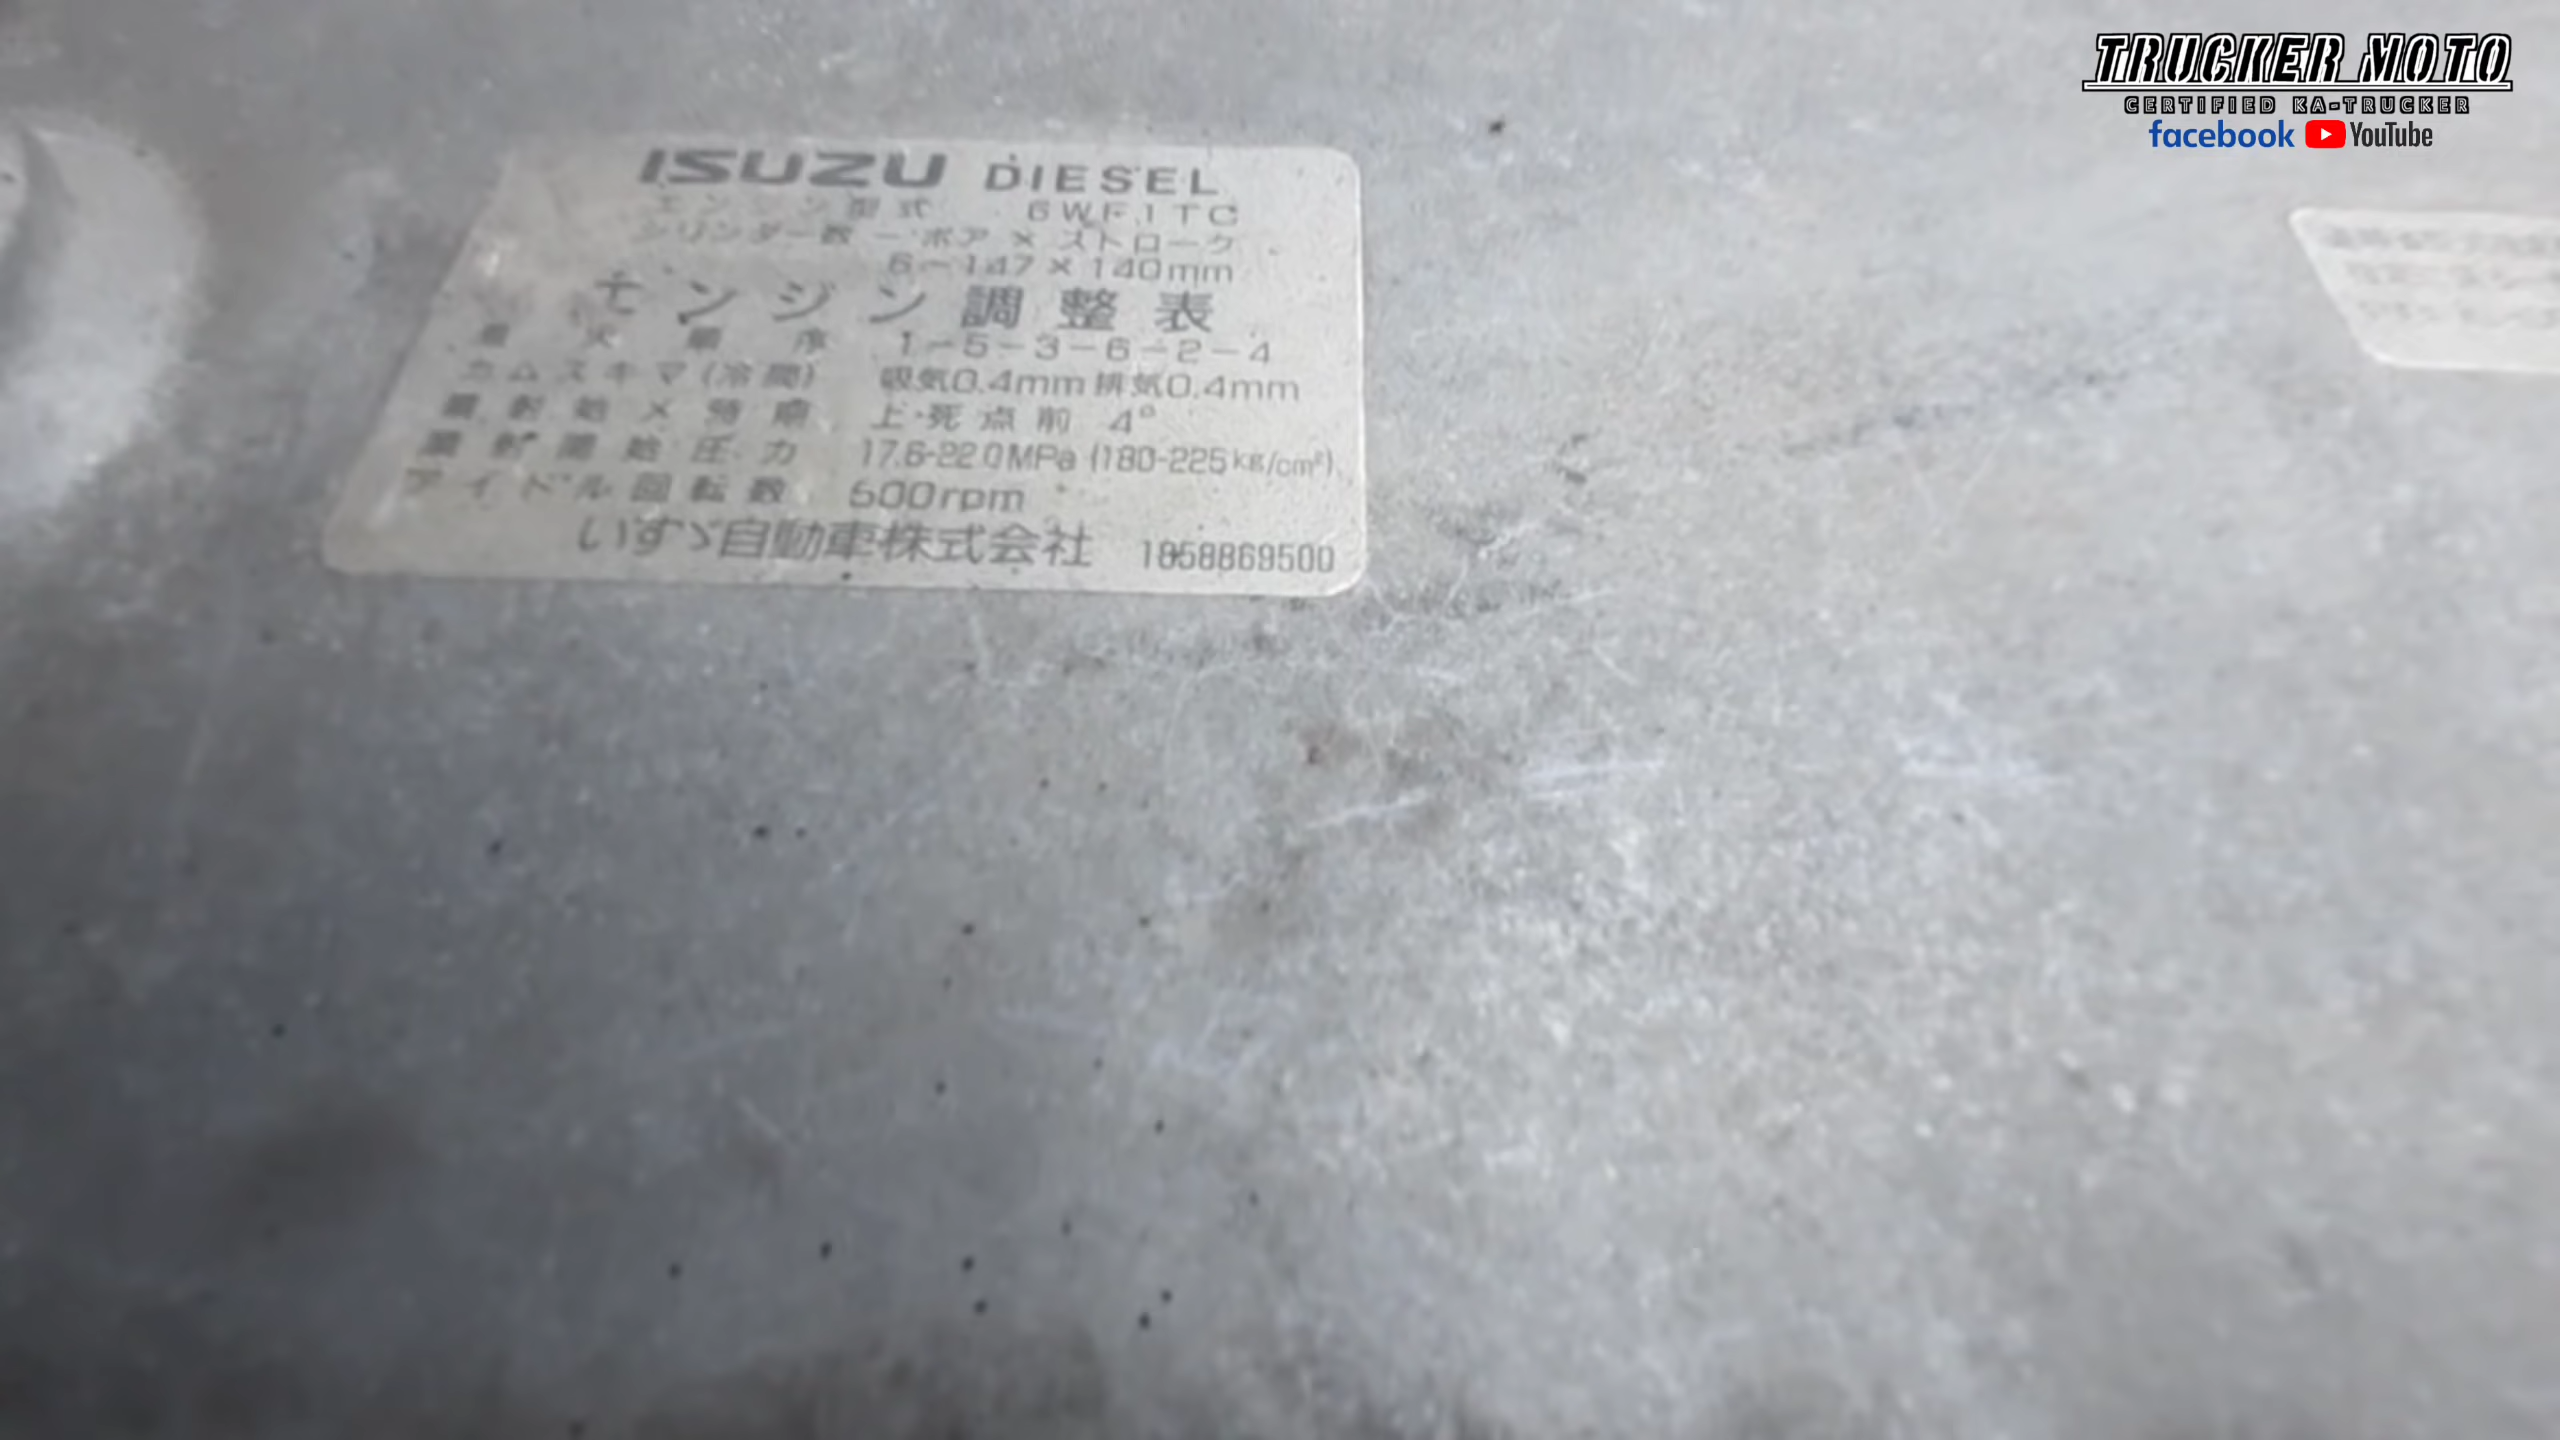 TRUCKER MOTO
CERTIFIED KA-TRUCKER
facebook YouTube
ISUZU DIESEL
エンジン型式 6WF1TC
シリンダー数 - ボア × ストローク
6 - 147 × 140mm
エンジン調整表
着火順序 1-5-3-6-2-4
カムスキマ(冷間) 吸気0.4mm 排気0.4mm
噴射始メ時期 上死点前 4°
噴射開始圧力 17.6-22.0MPa (180-225kg/cm²)
アイドル回転数 500rpm
いすゞ自動車株式会社 1858869500